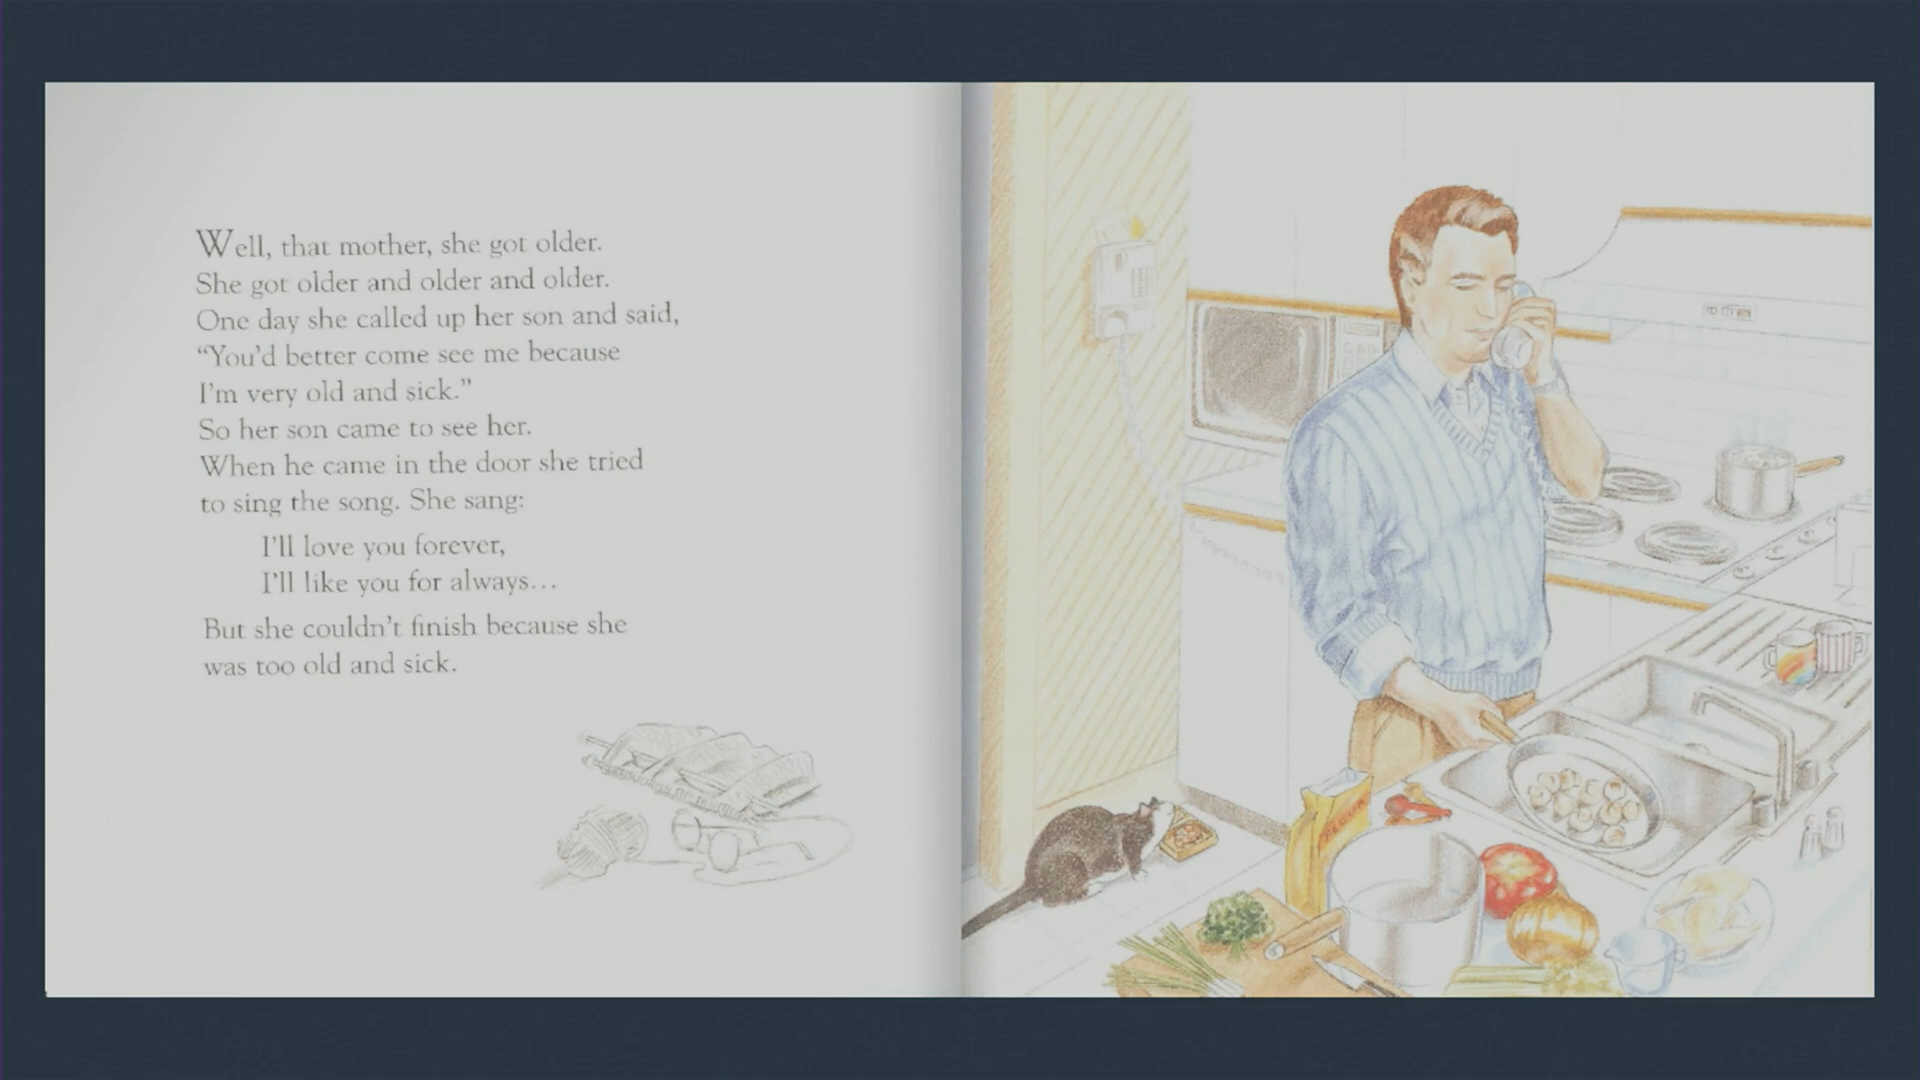 Well, that mother, she got older.
She got older and older and older.
One day she called up her son and said,
“You’d better come see me because
I’m very old and sick.”
So her son came to see her.
When he came in the door she tried
to sing the song. She sang:
I’ll love you forever,
I’ll like you for always…
But she couldn’t finish because she
was too old and sick.
FLOUR